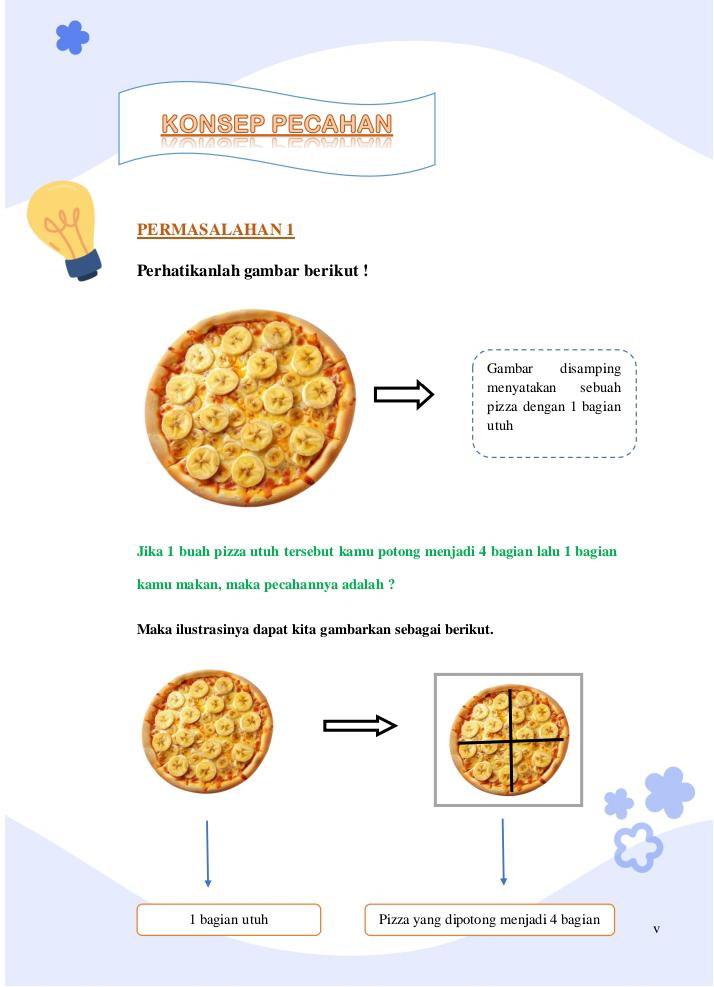 KONSEP PECAHAN
PERMASALAHAN 1
Perhatikanlah gambar berikut !
Gambar disamping
menyatakan sebuah
pizza dengan 1 bagian
utuh
Jika 1 buah pizza utuh tersebut kamu potong menjadi 4 bagian lalu 1 bagian
kamu makan, maka pecahannya adalah ?
Maka ilustrasinya dapat kita gambarkan sebagai berikut.
1 bagian utuh
Pizza yang dipotong menjadi 4 bagian
v